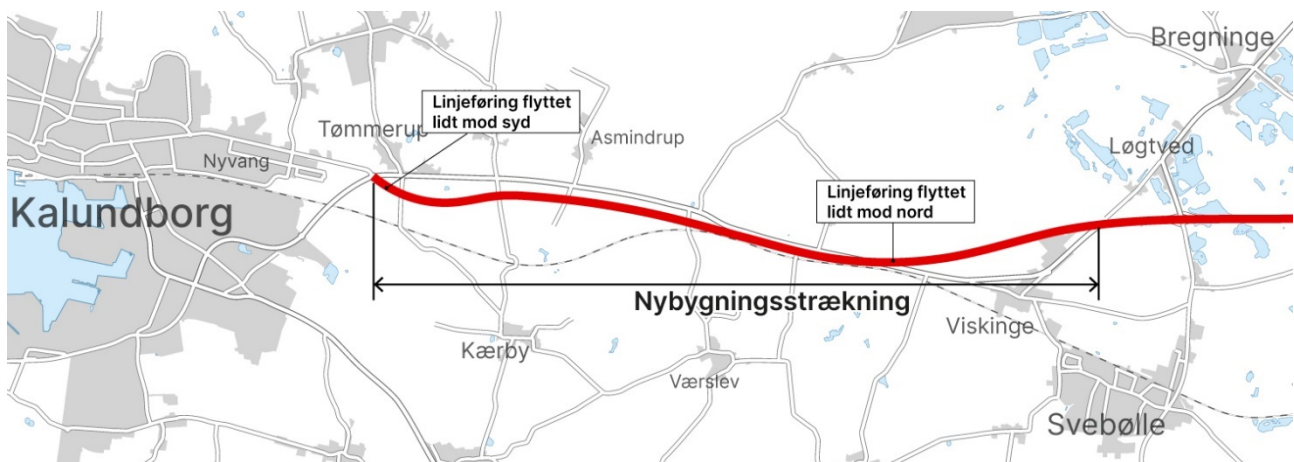 Bregninge
Linjeføring flyttet
lidt mod syd
Tømmerup
Asmindrup
Løgtved
Nyvang
Linjeføring flyttet
lidt mod nord
Kalundborg
Nybygningsstrækning
Viskinge
Kærby
Værslev
Svebølle